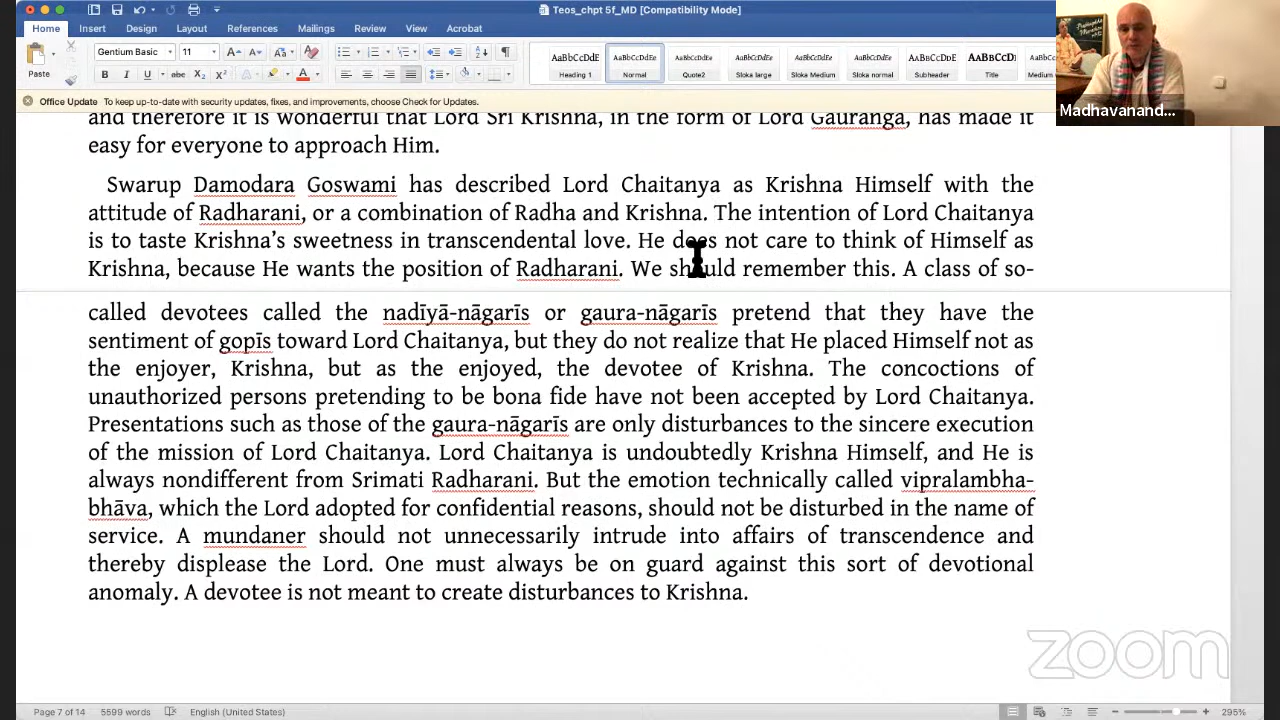 Teos_chpt 5f_MD [Compatibility Mode]
Home Insert Draw Design Layout References Mailings Review View Acrobat
Paste
Gentium Basic 11
AaBbCcDdE Heading 1
AaBbCcDdE Normal
AaBbCcDdE Quote2
AaBbCcDdE Sloka large
AaBbCcDdE Sloka Medium
AaBbCcDdE Sloka normal
AaBbCcDdE Subheader
Title
Medium
Office Update To keep up-to-date with security updates, fixes, and improvements, choose Check for Updates.
Madhavanand...
and therefore it is wonderful that Lord Sri Krishna, in the form of Lord Gauranga, has made it
easy for everyone to approach Him.
Swarup Damodara Goswami has described Lord Chaitanya as Krishna Himself with the
attitude of Radharani, or a combination of Radha and Krishna. The intention of Lord Chaitanya
is to taste Krishna’s sweetness in transcendental love. He does not care to think of Himself as
Krishna, because He wants the position of Radharani. We should remember this. A class of so-
called devotees called the nadīyā-nāgarīs or gaura-nāgarīs pretend that they have the
sentiment of gopīs toward Lord Chaitanya, but they do not realize that He placed Himself not as
the enjoyer, Krishna, but as the enjoyed, the devotee of Krishna. The concoctions of
unauthorized persons pretending to be bona fide have not been accepted by Lord Chaitanya.
Presentations such as those of the gaura-nāgarīs are only disturbances to the sincere execution
of the mission of Lord Chaitanya. Lord Chaitanya is undoubtedly Krishna Himself, and He is
always nondifferent from Srimati Radharani. But the emotion technically called vipralambha-
bhāva, which the Lord adopted for confidential reasons, should not be disturbed in the name of
service. A mundaner should not unnecessarily intrude into affairs of transcendence and
thereby displease the Lord. One must always be on guard against this sort of devotional
anomaly. A devotee is not meant to create disturbances to Krishna.
zoom
Page 7 of 14 5599 words English (United States) 295%